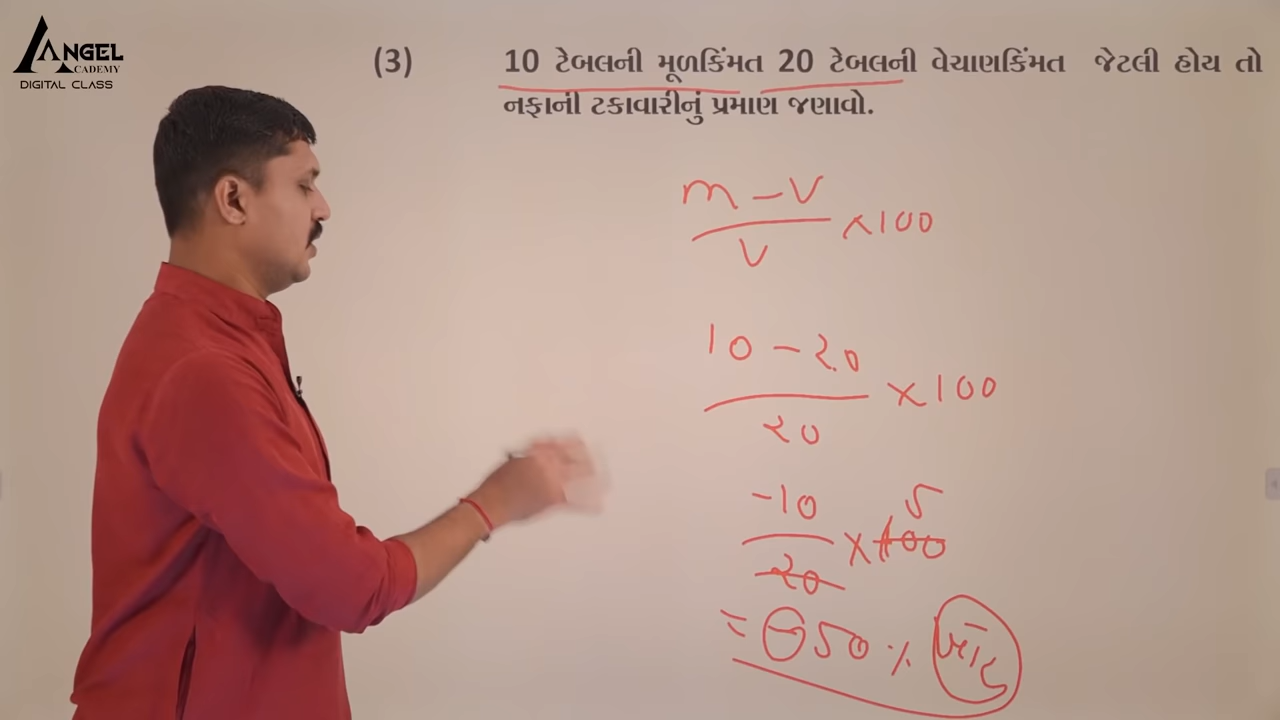 ANGEL
ACADEMY
DIGITAL CLASS
(3) 10 ટેબલની મૂળકિંમત 20 ટેબલની વેચાણકિંમત જેટલી હોય તો
નફાની ટકાવારીનું પ્રમાણ જણાવો.
m - V
V
×100
10 - 20
20
×100
-10
20
× 100
5
= - 50 % ખોટ